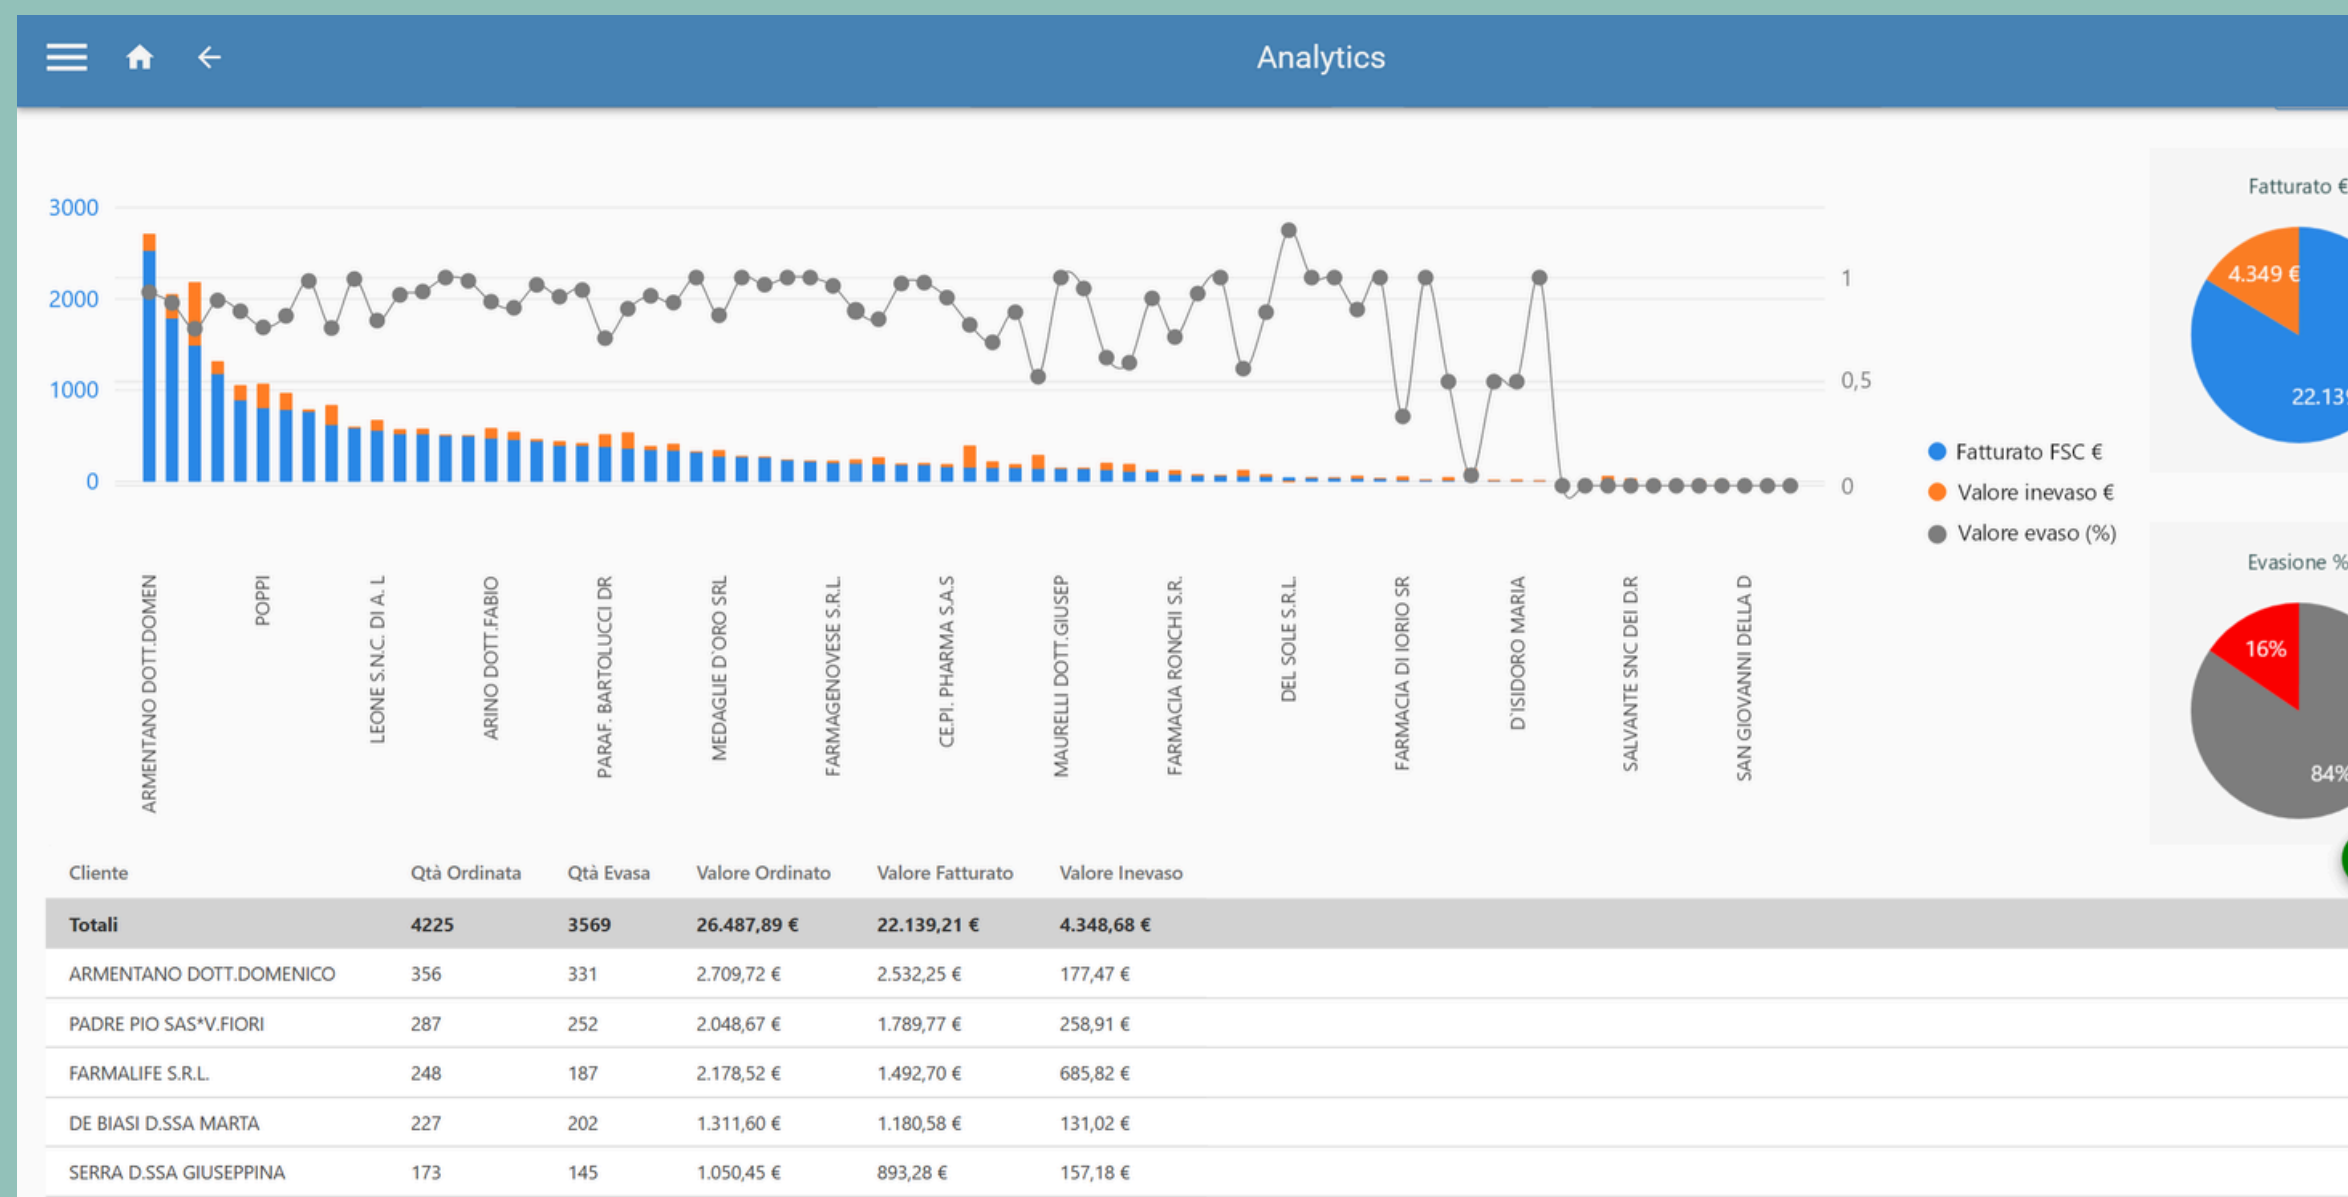 Analytics
3000
2000
1000
0
1
0,5
0
Fatturato FSC €
Valore inevaso €
Valore evaso (%)
ARMENTANO DOTT.DOMEN
POPPI
LEONE S.N.C. DI A. L
ARINO DOTT.FABIO
PARAF. BARTOLUCCI DR
MEDAGLIE D'ORO SRL
FARMAGENOVESE S.R.L.
CE.PI. PHARMA S.A.S
MAURELLI DOTT.GIUSEP
FARMACIA RONCHI S.R.
DEL SOLE S.R.L.
FARMACIA DI IORIO SR
D'ISIDORO MARIA
SALVANTE SNC DEI D.R
SAN GIOVANNI DELLA D
Fatturato €
4.349 €
22.13
Evasione %
16%
84%
Cliente Qtà Ordinata Qtà Evasa Valore Ordinato Valore Fatturato Valore Inevaso
Totali 4225 3569 26.487,89 € 22.139,21 € 4.348,68 €
ARMENTANO DOTT.DOMENICO 356 331 2.709,72 € 2.532,25 € 177,47 €
PADRE PIO SAS*V.FIORI 287 252 2.048,67 € 1.789,77 € 258,91 €
FARMALIFE S.R.L. 248 187 2.178,52 € 1.492,70 € 685,82 €
DE BIASI D.SSA MARTA 227 202 1.311,60 € 1.180,58 € 131,02 €
SERRA D.SSA GIUSEPPINA 173 145 1.050,45 € 893,28 € 157,18 €